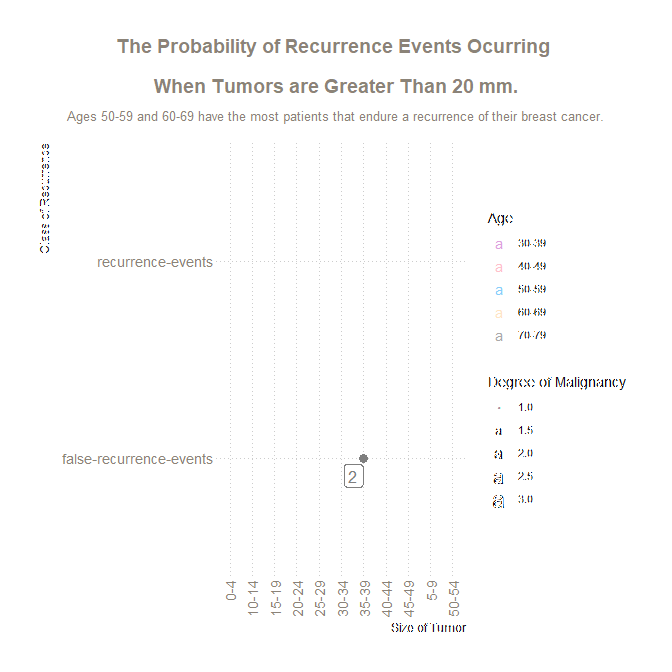 The Probability of Recurrence Events Ocurring
When Tumors are Greater Than 20 mm.
Ages 50-59 and 60-69 have the most patients that endure a recurrence of their breast cancer.
Class of Recurrence
recurrence-events
false-recurrence-events
2
0-4
10-14
15-19
20-24
25-29
30-34
35-39
40-44
45-49
5-9
50-54
Size of Tumor
Age
a 30-39
a 40-49
a 50-59
a 60-69
a 70-79
Degree of Malignancy
1.0
a 1.5
a 2.0
a 2.5
a 3.0